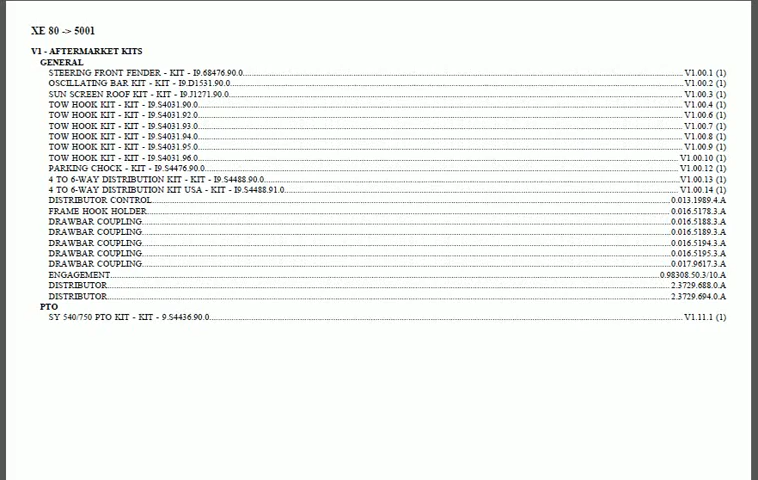 XE 80 -> 5001
V1 - AFTERMARKET KITS
GENERAL
STEERING FRONT FENDER - KIT - I9.68476.90.0 V1.00.1 (1)
OSCILLATING BAR KIT - KIT - I9.D1531.90.0 V1.00.2 (1)
SUN SCREEN ROOF KIT - KIT - I9.J1271.90.0 V1.00.3 (1)
TOW HOOK KIT - KIT - I9.S4031.90.0 V1.00.4 (1)
TOW HOOK KIT - KIT - I9.S4031.92.0 V1.00.6 (1)
TOW HOOK KIT - KIT - I9.S4031.93.0 V1.00.7 (1)
TOW HOOK KIT - KIT - I9.S4031.94.0 V1.00.8 (1)
TOW HOOK KIT - KIT - I9.S4031.95.0 V1.00.9 (1)
TOW HOOK KIT - KIT - I9.S4031.96.0 V1.00.10 (1)
PARKING CHOCK - KIT - I9.S4476.90.0 V1.00.12 (1)
4 TO 6-WAY DISTRIBUTION KIT - KIT - I9.S4488.90.0 V1.00.13 (1)
4 TO 6-WAY DISTRIBUTION KIT USA - KIT - I9.S4488.91.0 V1.00.14 (1)
DISTRIBUTOR CONTROL 0.013.1989.4.A
FRAME HOOK HOLDER 0.016.5178.3.A
DRAWBAR COUPLING 0.016.5188.3.A
DRAWBAR COUPLING 0.016.5189.3.A
DRAWBAR COUPLING 0.016.5194.3.A
DRAWBAR COUPLING 0.016.5195.3.A
DRAWBAR COUPLING 0.017.9617.3.A
ENGAGEMENT 0.98308.50.3/10.A
DISTRIBUTOR 2.3729.688.0.A
DISTRIBUTOR 2.3729.694.0.A
PTO
SY 540/750 PTO KIT - KIT - 9.S4436.90.0 V1.11.1 (1)